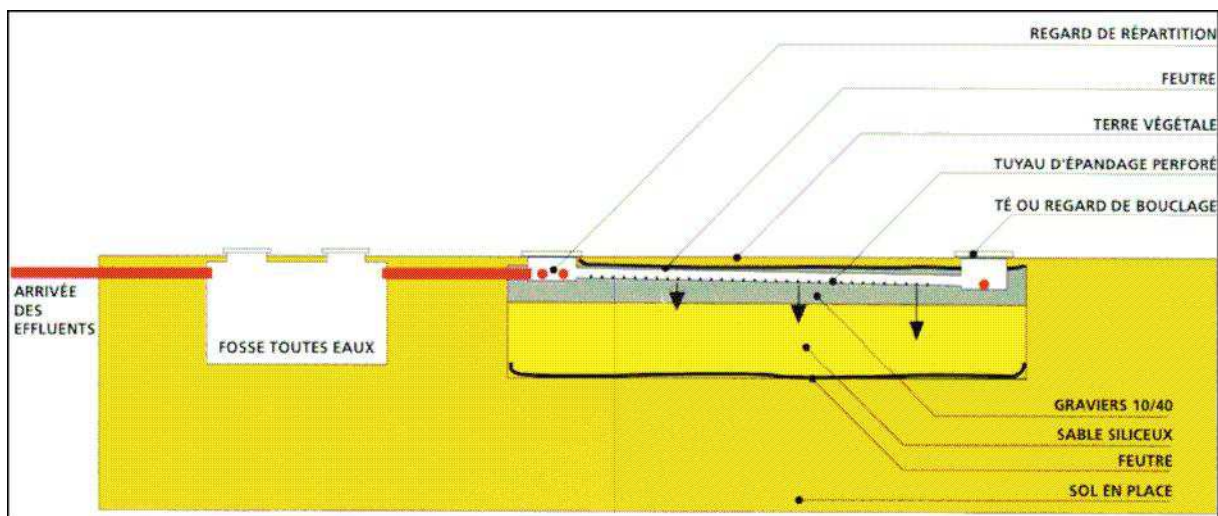 REGARD DE RÉPARTITION
FEUTRE
TERRE VÉGÉTALE
TUYAU D'ÉPANDAGE PERFORÉ
TÉ OU REGARD DE BOUCLAGE
ARRIVÉE
DES
EFFLUENTS
FOSSE TOUTES EAUX
GRAVIERS 10/40
SABLE SILICEUX
FEUTRE
SOL EN PLACE